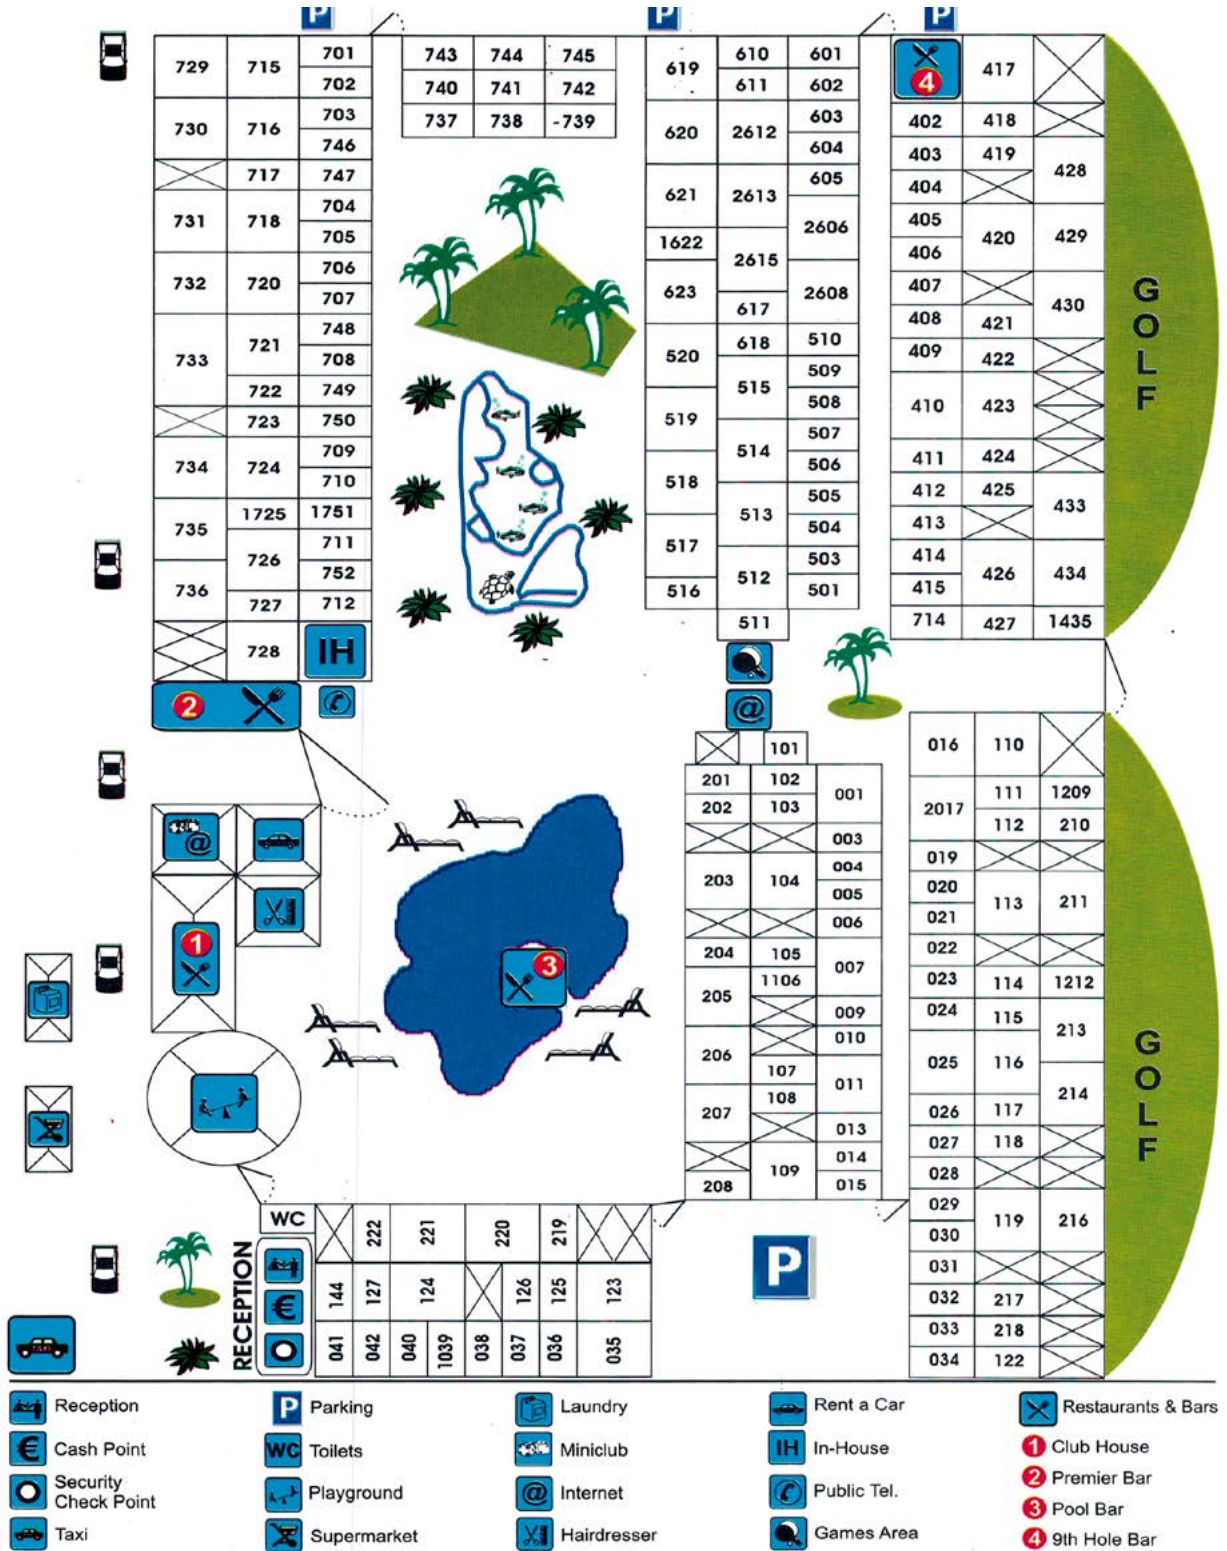 P P P
729 715 701
702
730 716 703
746
717 747
731 718 704
705
732 720 706
707
733 721 748
708
722 749
723 750
734 724 709
710
735 1725 1751
726 711
736 752
727 712
728 IH
2
743 744 745
740 741 742
737 738 -739
619 610 601
611 602
620 2612 603
604
621 2613 605
1622 2606
623 2615 2608
617
520 618 510
515 509
519 508
514 507
518 506
513 505
517 504
512 503
516 501
511
@
4 417
402 418
403 419 428
404
405 420 429
406
407 430
408 421
409 422
410 423
411 424
412 425 433
413
414 426 434
415
714 427 1435
GOLF
101
201 102 001
202 103
003
203 104 004
005
006
204 105 007
205 1106
009
206 010
107 011
207 108
013
109 014
208 015
016 110
2017 111 1209
112 210
019
020 113 211
021
022
023 114 1212
024 115 213
025 116
214
026 117
027 118
028
029 119 216
030
031
032 217
033 218
034 122
GOLF
@
1
3
WC 222 221 220 219
RECEPTION
€
144 127 124 126 125 123
041 042 040 1039 038 037 036 035
P
TAXI
Reception
€ Cash Point
Security
Check Point
Taxi
P Parking
WC Toilets
Playground
Supermarket
Laundry
Miniclub
@ Internet
Hairdresser
Rent a Car
IH In-House
Public Tel.
Games Area
Restaurants & Bars
1 Club House
2 Premier Bar
3 Pool Bar
4 9th Hole Bar